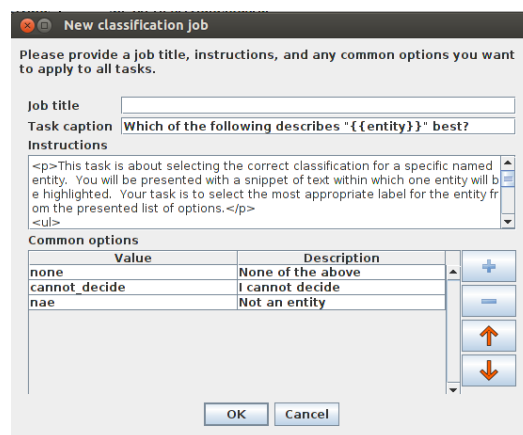 New classification job
Please provide a job title, instructions, and any common options you want
to apply to all tasks.
Job title
Task caption Which of the following describes "{{entity}}" best?
Instructions
<p>This task is about selecting the correct classification for a specific named
entity. You will be presented with a snippet of text within which one entity will b
e highlighted. Your task is to select the most appropriate label for the entity fr
om the presented list of options.</p>
<ul>
Common options
Value Description
none None of the above
cannot_decide I cannot decide
nae Not an entity
OK Cancel